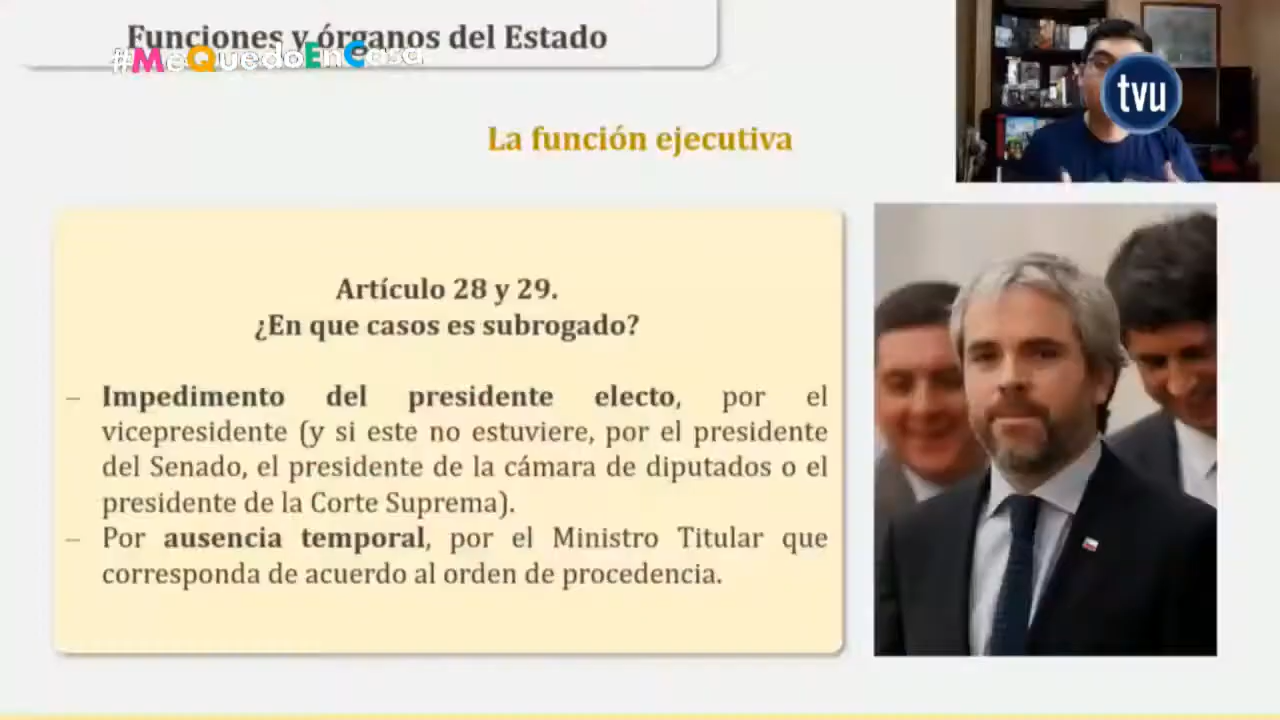 Funciones y órganos del Estado
#MeQuedoEnCasa
tvu
La función ejecutiva
Artículo 28 y 29.
¿En que casos es subrogado?
– Impedimento del presidente electo, por el
vicepresidente (y si este no estuviere, por el presidente
del Senado, el presidente de la cámara de diputados o el
presidente de la Corte Suprema).
– Por ausencia temporal, por el Ministro Titular que
corresponda de acuerdo al orden de procedencia.